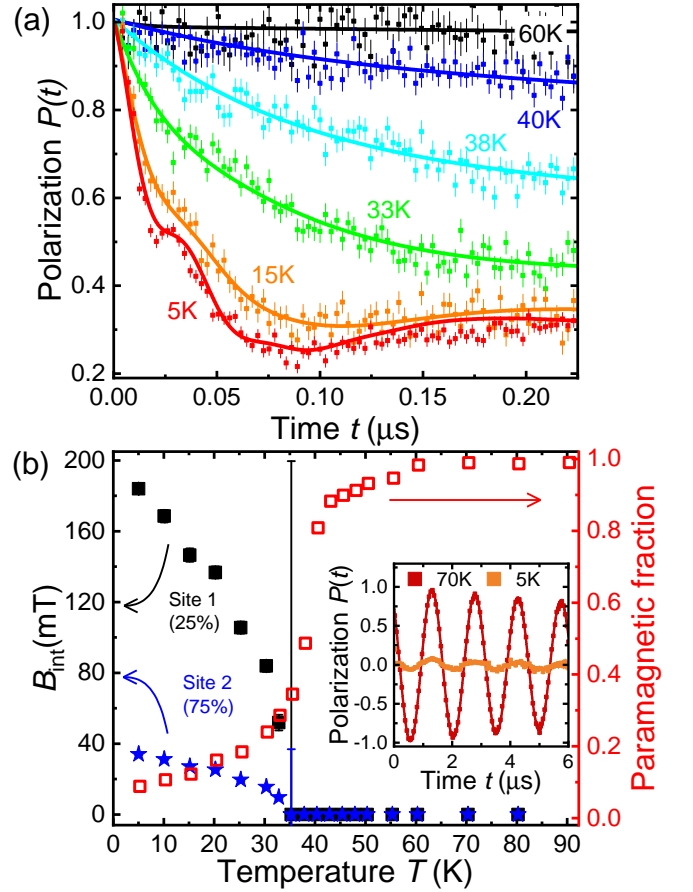 (a)
1.0
0.8
0.6
0.4
0.2
Polarization P(t)
60K
40K
38K
33K
15K
5K
0.00 0.05 0.10 0.15 0.20
Time t (μs)
(b)
200
160
120
80
40
0
B_int(mT)
Site 1
(25%)
Site 2
(75%)
1.0
0.8
0.6
0.4
0.2
0.0
Paramagnetic fraction
70K 5K
1.0
0.5
0.0
-0.5
-1.0
Polarization P(t)
0 2 4 6
Time t (μs)
0 10 20 30 40 50 60 70 80 90
Temperature T (K)